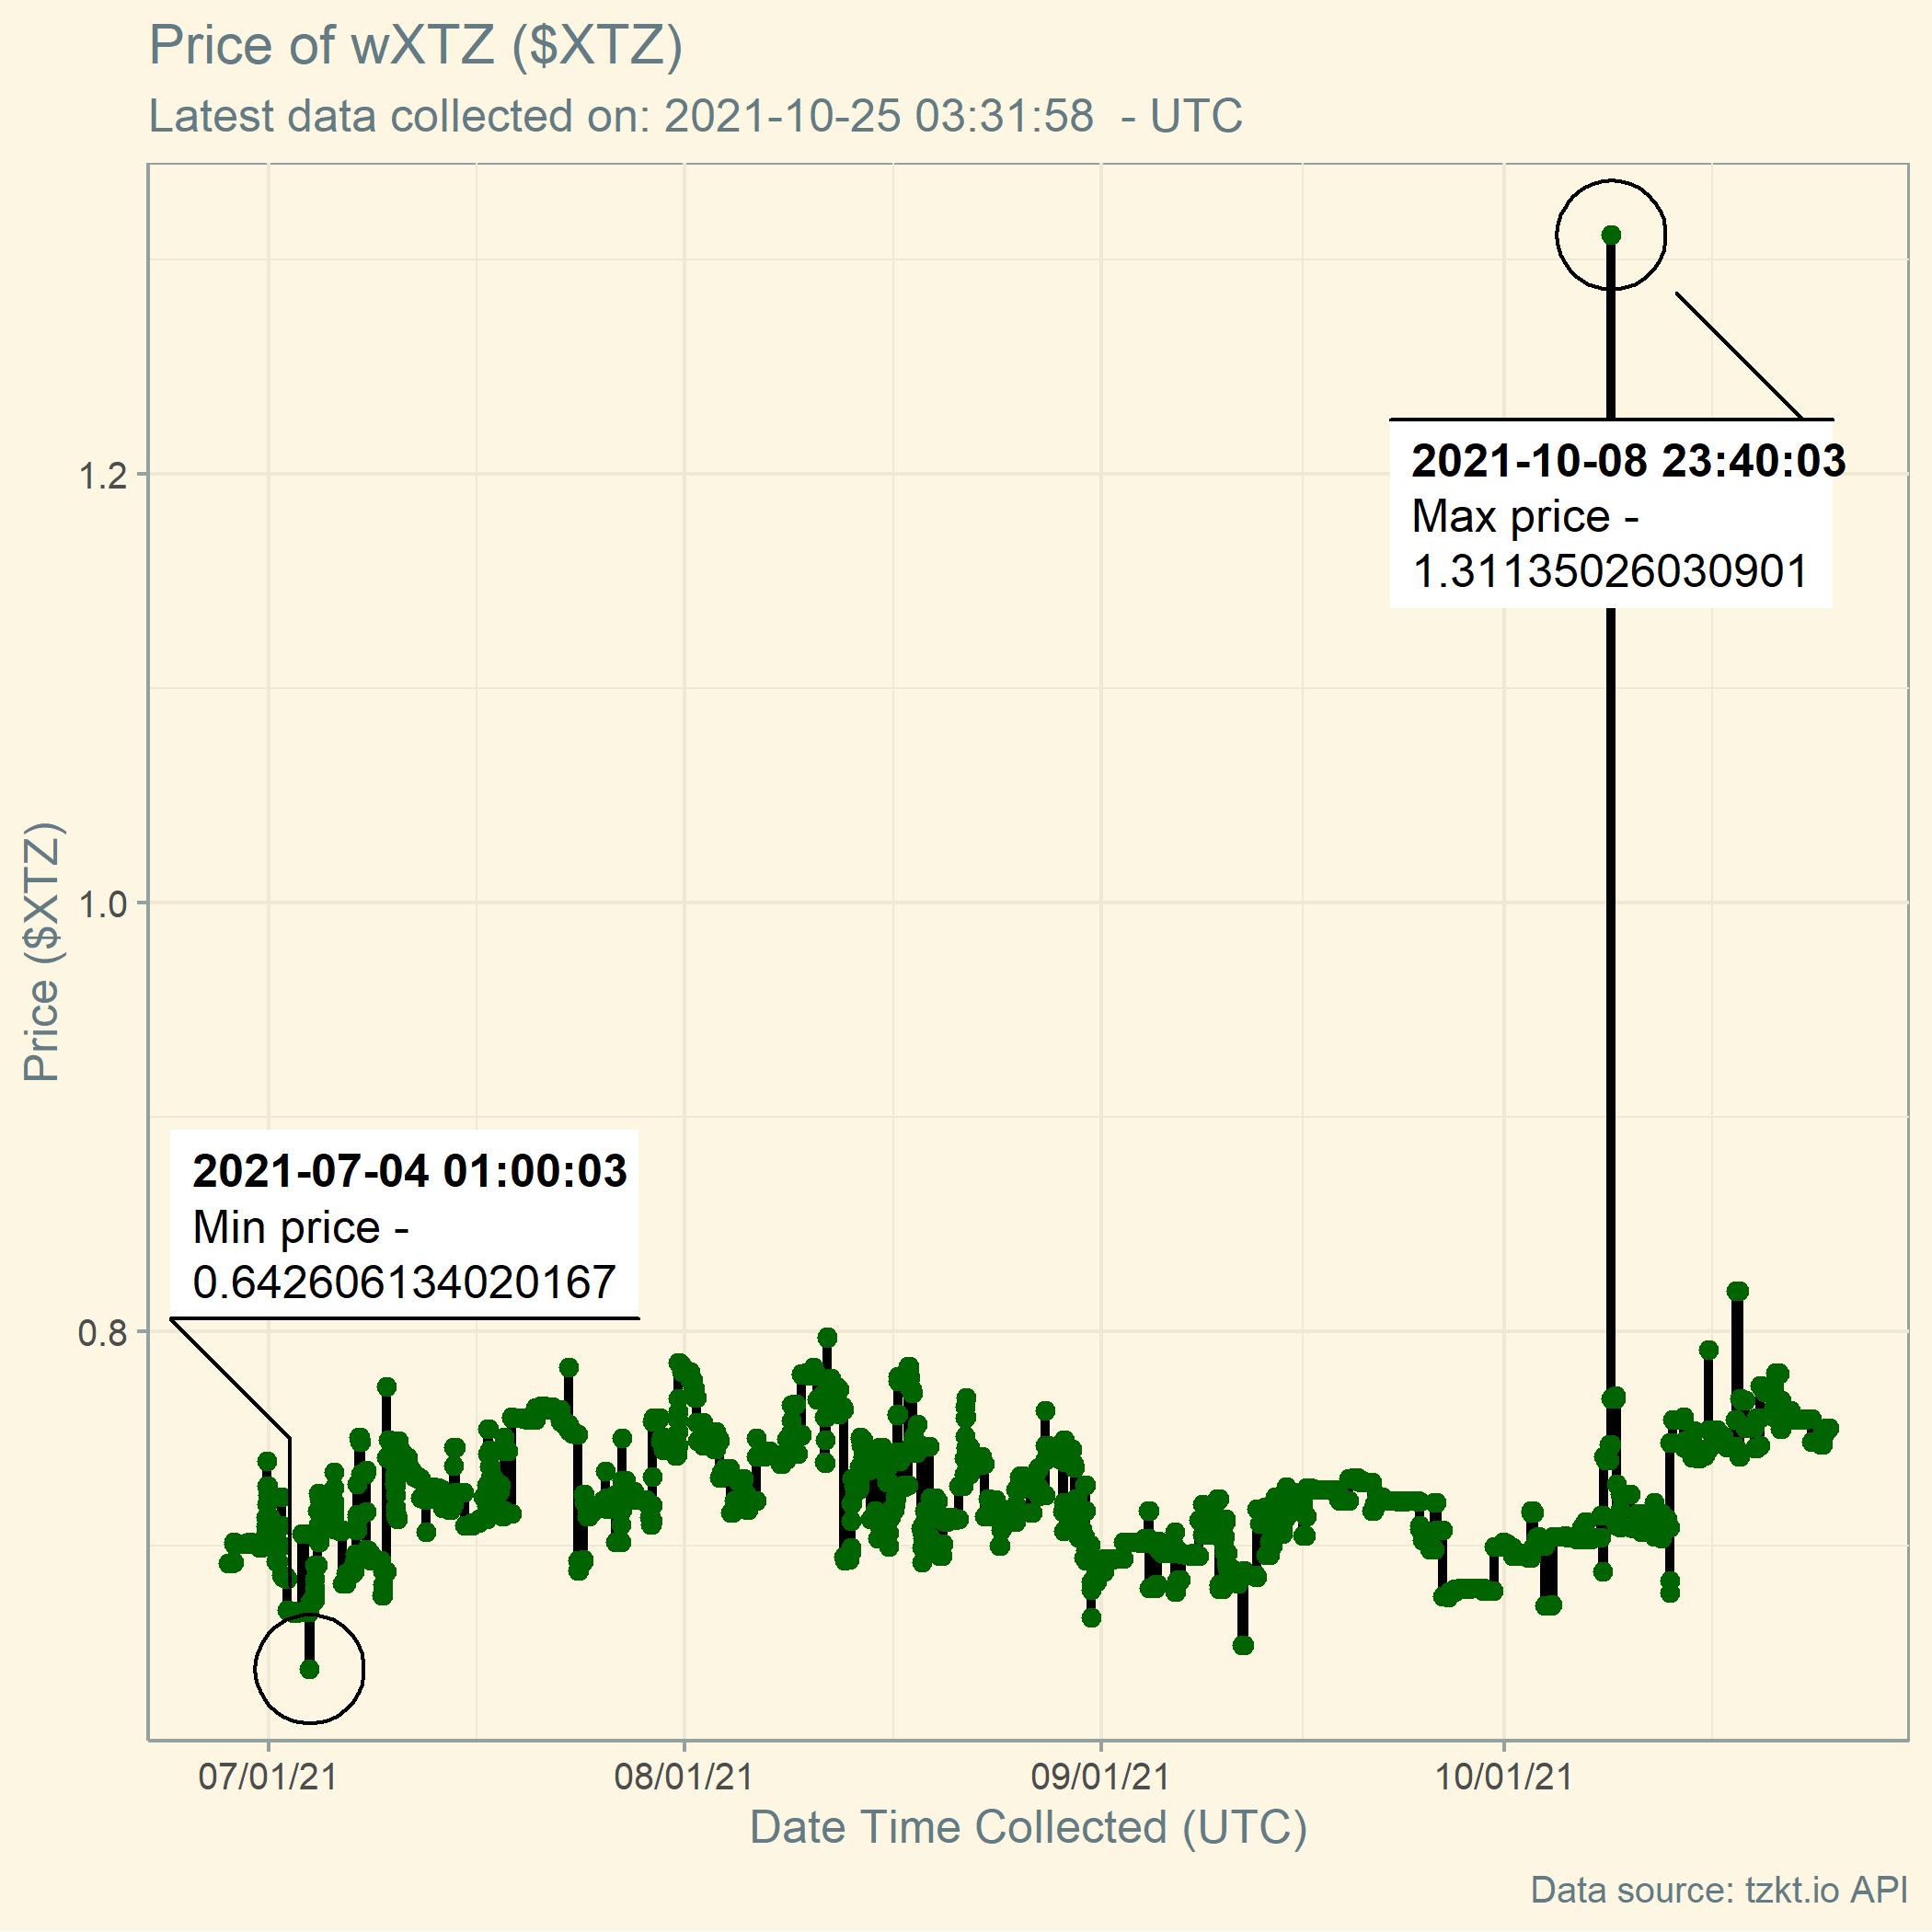 Price of wXTZ ($XTZ)
Latest data collected on: 2021-10-25 03:31:58  - UTC
2021-10-08 23:40:03
Max price -
1.31135026030901
1.2
1.0
0.8
Price ($XTZ)
2021-07-04 01:00:03
Min price -
0.642606134020167
07/01/21
08/01/21
09/01/21
10/01/21
Date Time Collected (UTC)
Data source: tzkt.io API